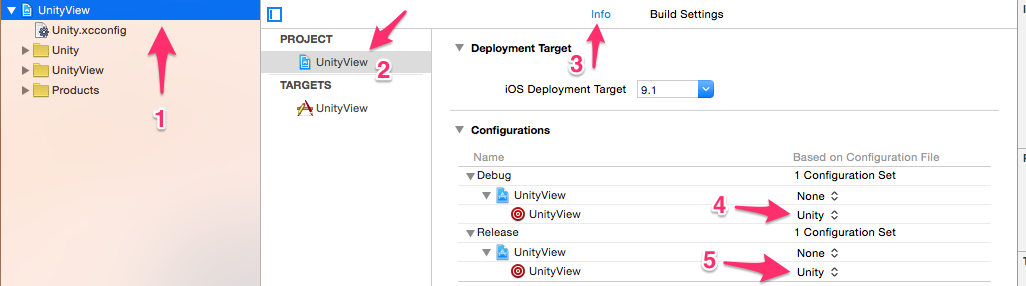 UnityView
Unity.xcconfig
Unity
UnityView
Products
1
Info
Build Settings
PROJECT
UnityView
2
TARGETS
UnityView
3
Deployment Target
iOS Deployment Target 9.1
Configurations
Name Based on Configuration File
Debug 1 Configuration Set
UnityView None
UnityView 4 Unity
Release 1 Configuration Set
UnityView None
UnityView 5 Unity